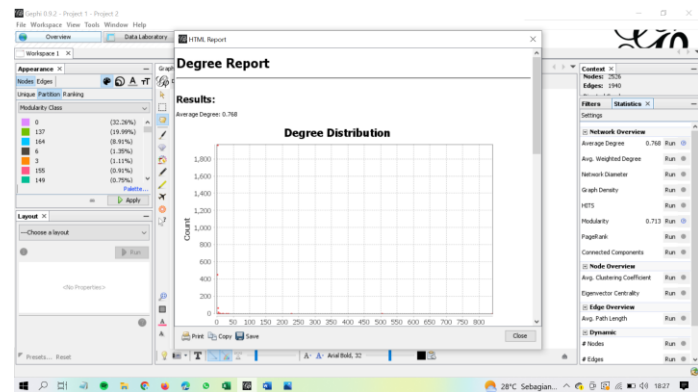 Gephi 0.9.2 - Project 1 - Project 2
File Workspace View Tools Window Help
Overview
Data Laboratory
Workspace 1 ×
Appearance ×
Nodes Edges
Unique Partition Ranking
Modularity Class
0 (32.26%)
137 (19.99%)
164 (8.91%)
6 (1.35%)
3 (1.11%)
155 (0.91%)
149 (0.75%)
Palette...
Apply
Layout ×
---Choose a layout
Run
<No Properties>
Presets... Reset
Grap
HTML Report
Degree Report
Results:
Average Degree: 0.768
Degree Distribution
Count
1,800
1,600
1,400
1,200
1,000
800
600
400
200
0
0 50 100 150 200 250 300 350 400 450 500 550 600 650 700 750 800
Print Copy Save
Close
Arial Bold, 32
Context ×
Nodes: 2526
Edges: 1940
Filters Statistics ×
Settings
Network Overview
Average Degree 0.768 Run
Avg. Weighted Degree Run
Network Diameter Run
Graph Density Run
HITS Run
Modularity 0.713 Run
PageRank Run
Connected Components Run
Node Overview
Avg. Clustering Coefficient Run
Eigenvector Centrality Run
Edge Overview
Avg. Path Length Run
Dynamic
# Nodes Run
# Edges Run
28°C Sebagian... 18:27